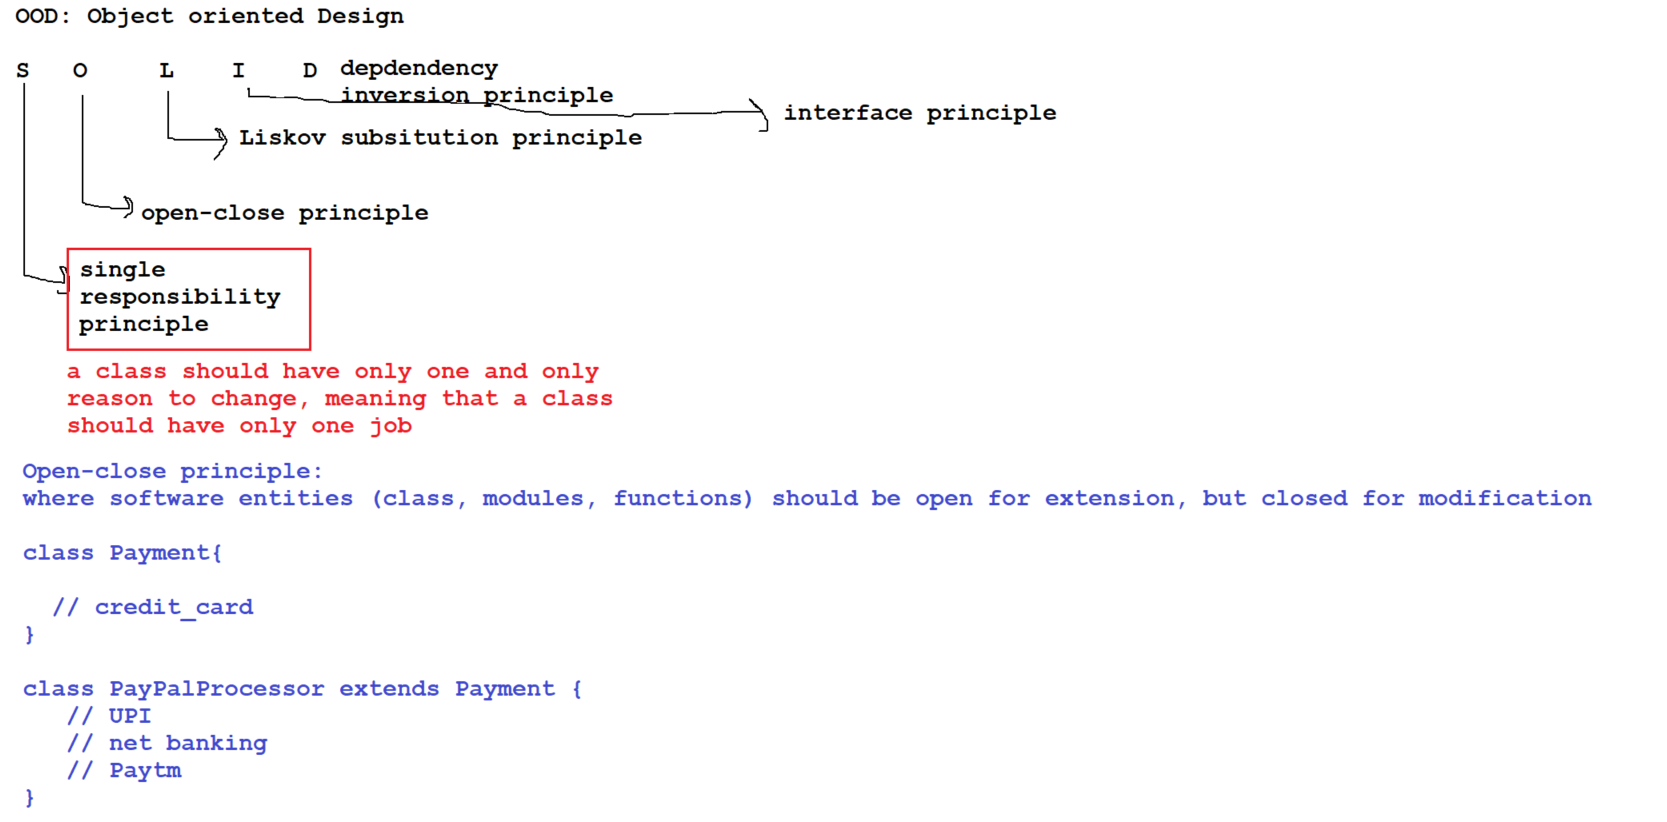 OOD: Object oriented Design
S O L I D depdendency
inversion principle
interface principle
Liskov subsitution principle
open-close principle
single
responsibility
principle
a class should have only one and only
reason to change, meaning that a class
should have only one job
Open-close principle:
where software entities (class, modules, functions) should be open for extension, but closed for modification
class Payment{
// credit_card
}
class PayPalProcessor extends Payment {
// UPI
// net banking
// Paytm
}